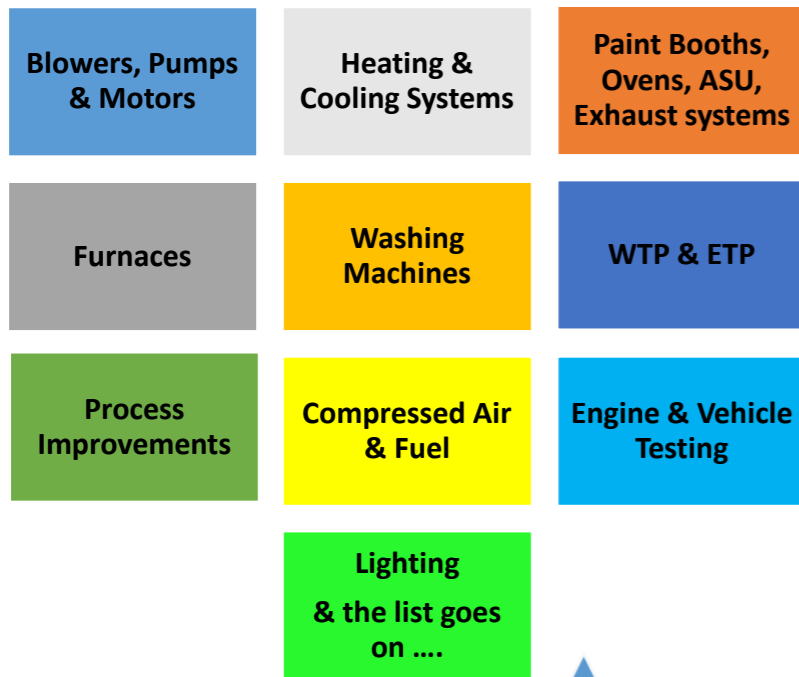 Blowers, Pumps
& Motors
Heating &
Cooling Systems
Paint Booths,
Ovens, ASU,
Exhaust systems
Furnaces
Washing
Machines
WTP & ETP
Process
Improvements
Compressed Air
& Fuel
Engine & Vehicle
Testing
Lighting
& the list goes
on ....